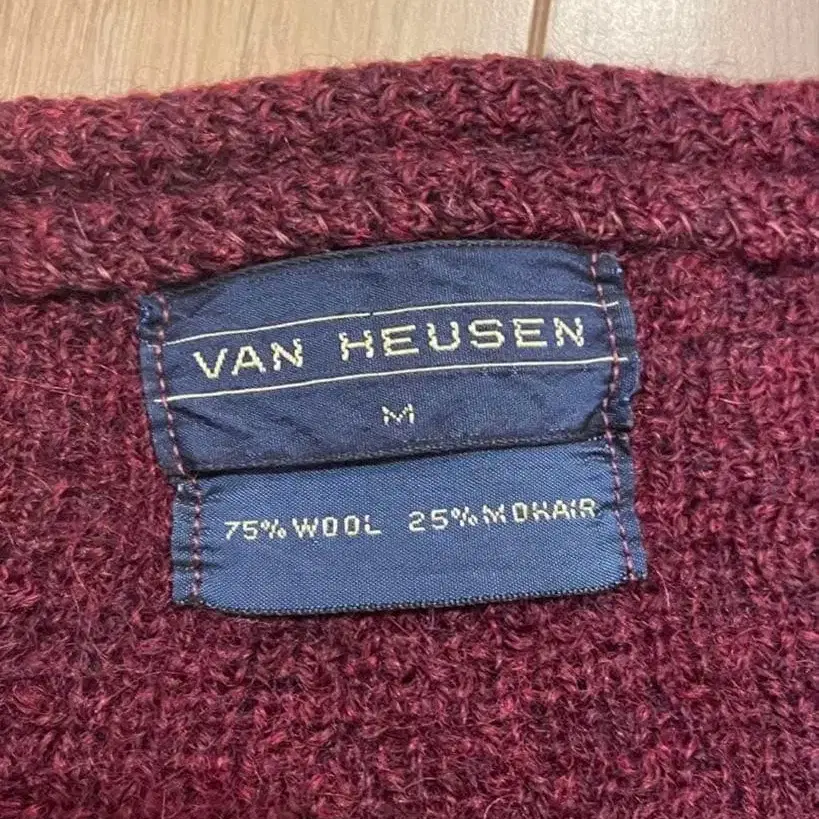 VAN HEUSEN
M
75% WOOL 25% MOHAIR